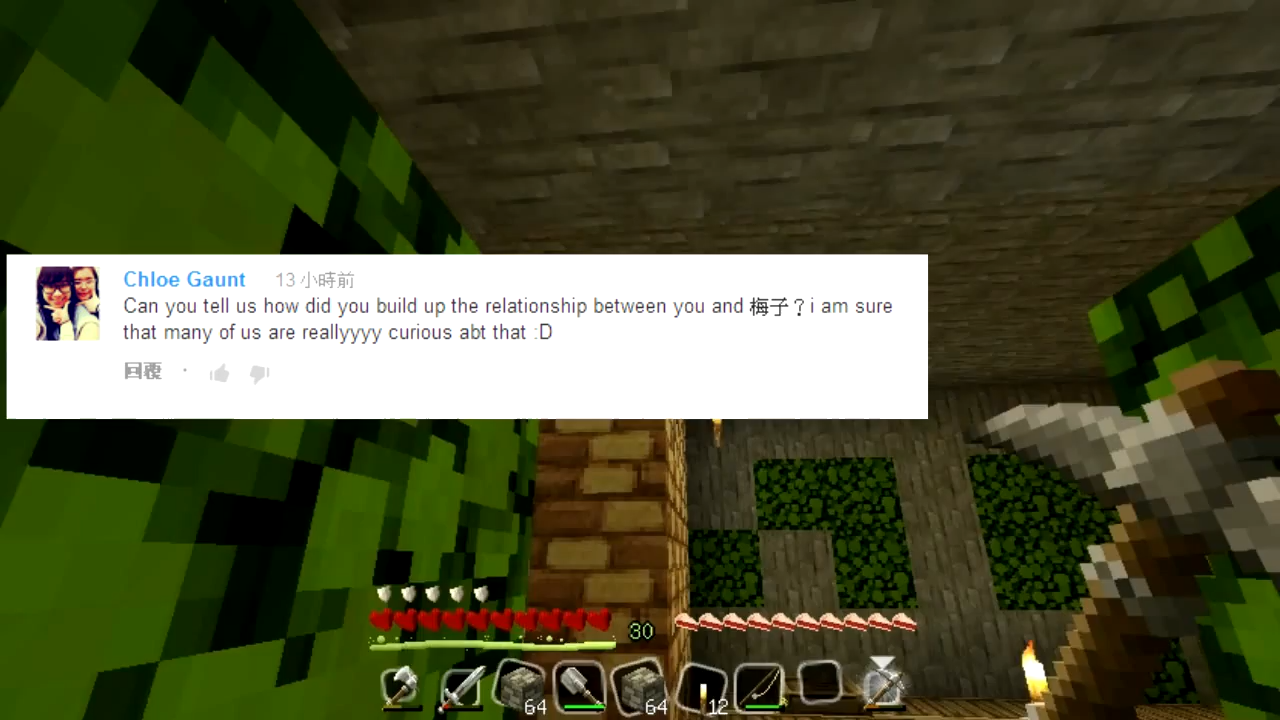 Chloe Gaunt 13 小時前
Can you tell us how did you build up the relationship between you and 梅子？i am sure
that many of us are reallyyyy curious abt that :D
回覆 ·
30
64 64 12